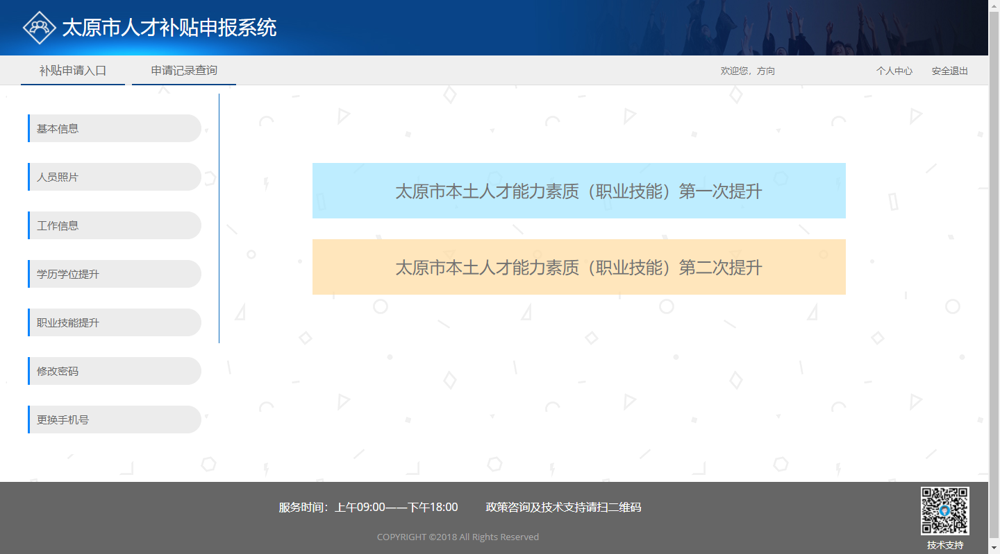 太原市人才补贴申报系统
补贴申请入口 申请记录查询 欢迎您，方向 个人中心 安全退出
基本信息
人员照片
工作信息
学历学位提升
职业技能提升
修改密码
更换手机号
太原市本土人才能力素质（职业技能）第一次提升
太原市本土人才能力素质（职业技能）第二次提升
服务时间：上午09:00——下午18:00 政策咨询及技术支持请扫二维码
COPYRIGHT ©2018 All Rights Reserved
技术支持